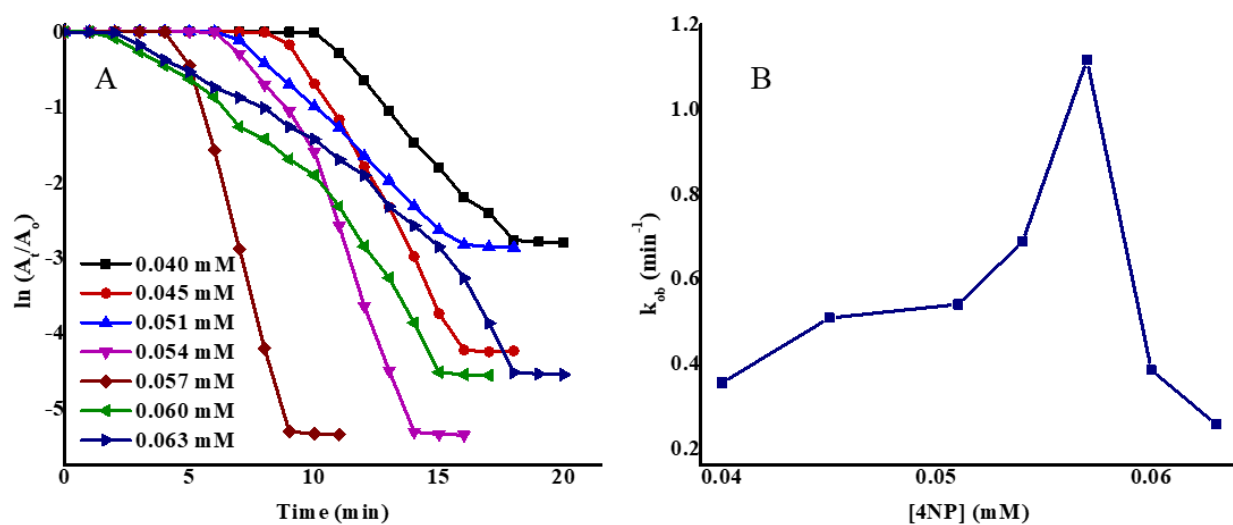 A
0
-1
-2
-3
-4
-5
ln (At/Ao)
0.040 mM
0.045 mM
0.051 mM
0.054 mM
0.057 mM
0.060 mM
0.063 mM
0 5 10 15 20
Time (min)
B
1.2
1.0
0.8
0.6
0.4
0.2
kob (min-1)
0.04 0.05 0.06
[4NP] (mM)